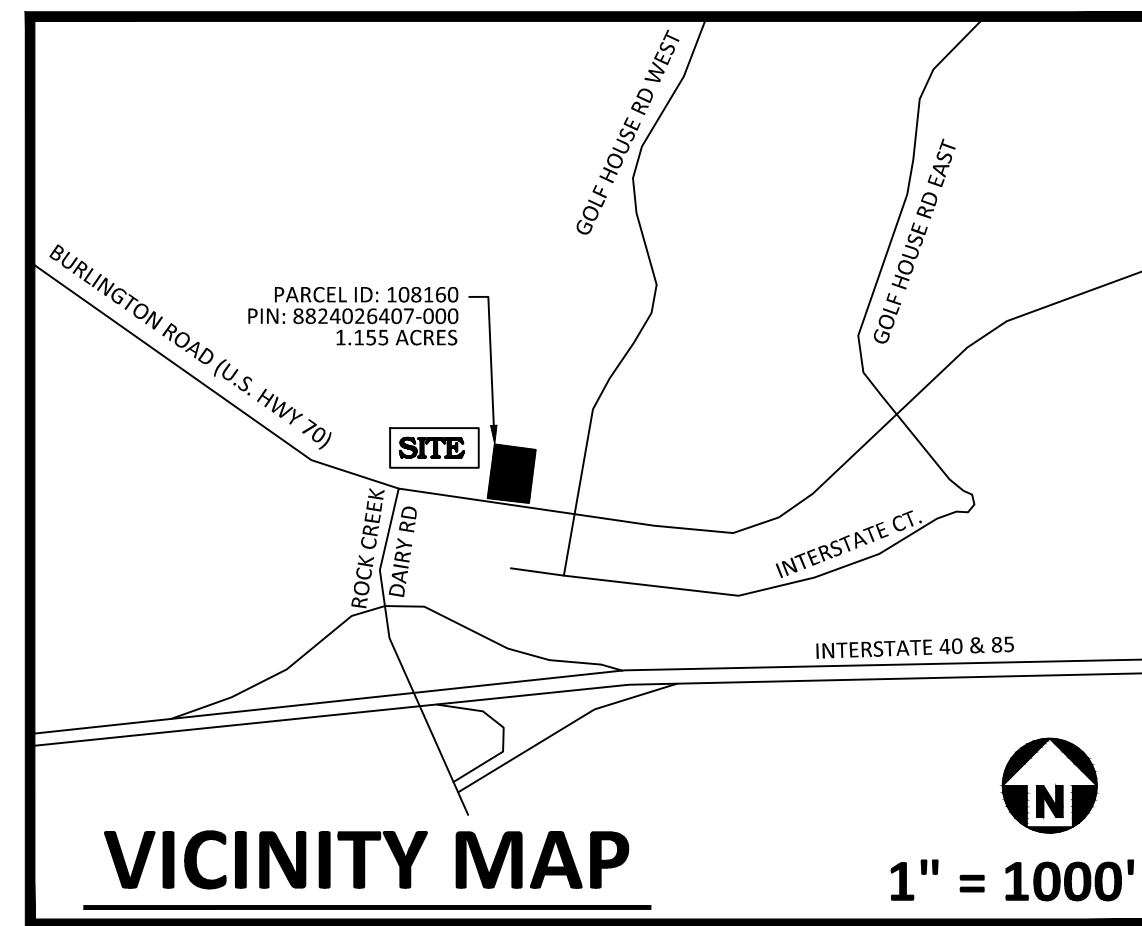 GOLF HOUSE RD WEST
GOLF HOUSE RD EAST
BURLINGTON ROAD (U.S. HWY 70)
PARCEL ID: 108160
PIN: 8824026407-000
1.155 ACRES
SITE
ROCK CREEK
DAIRY RD
INTERSTATE CT.
INTERSTATE 40 & 85
N
VICINITY MAP
1" = 1000'